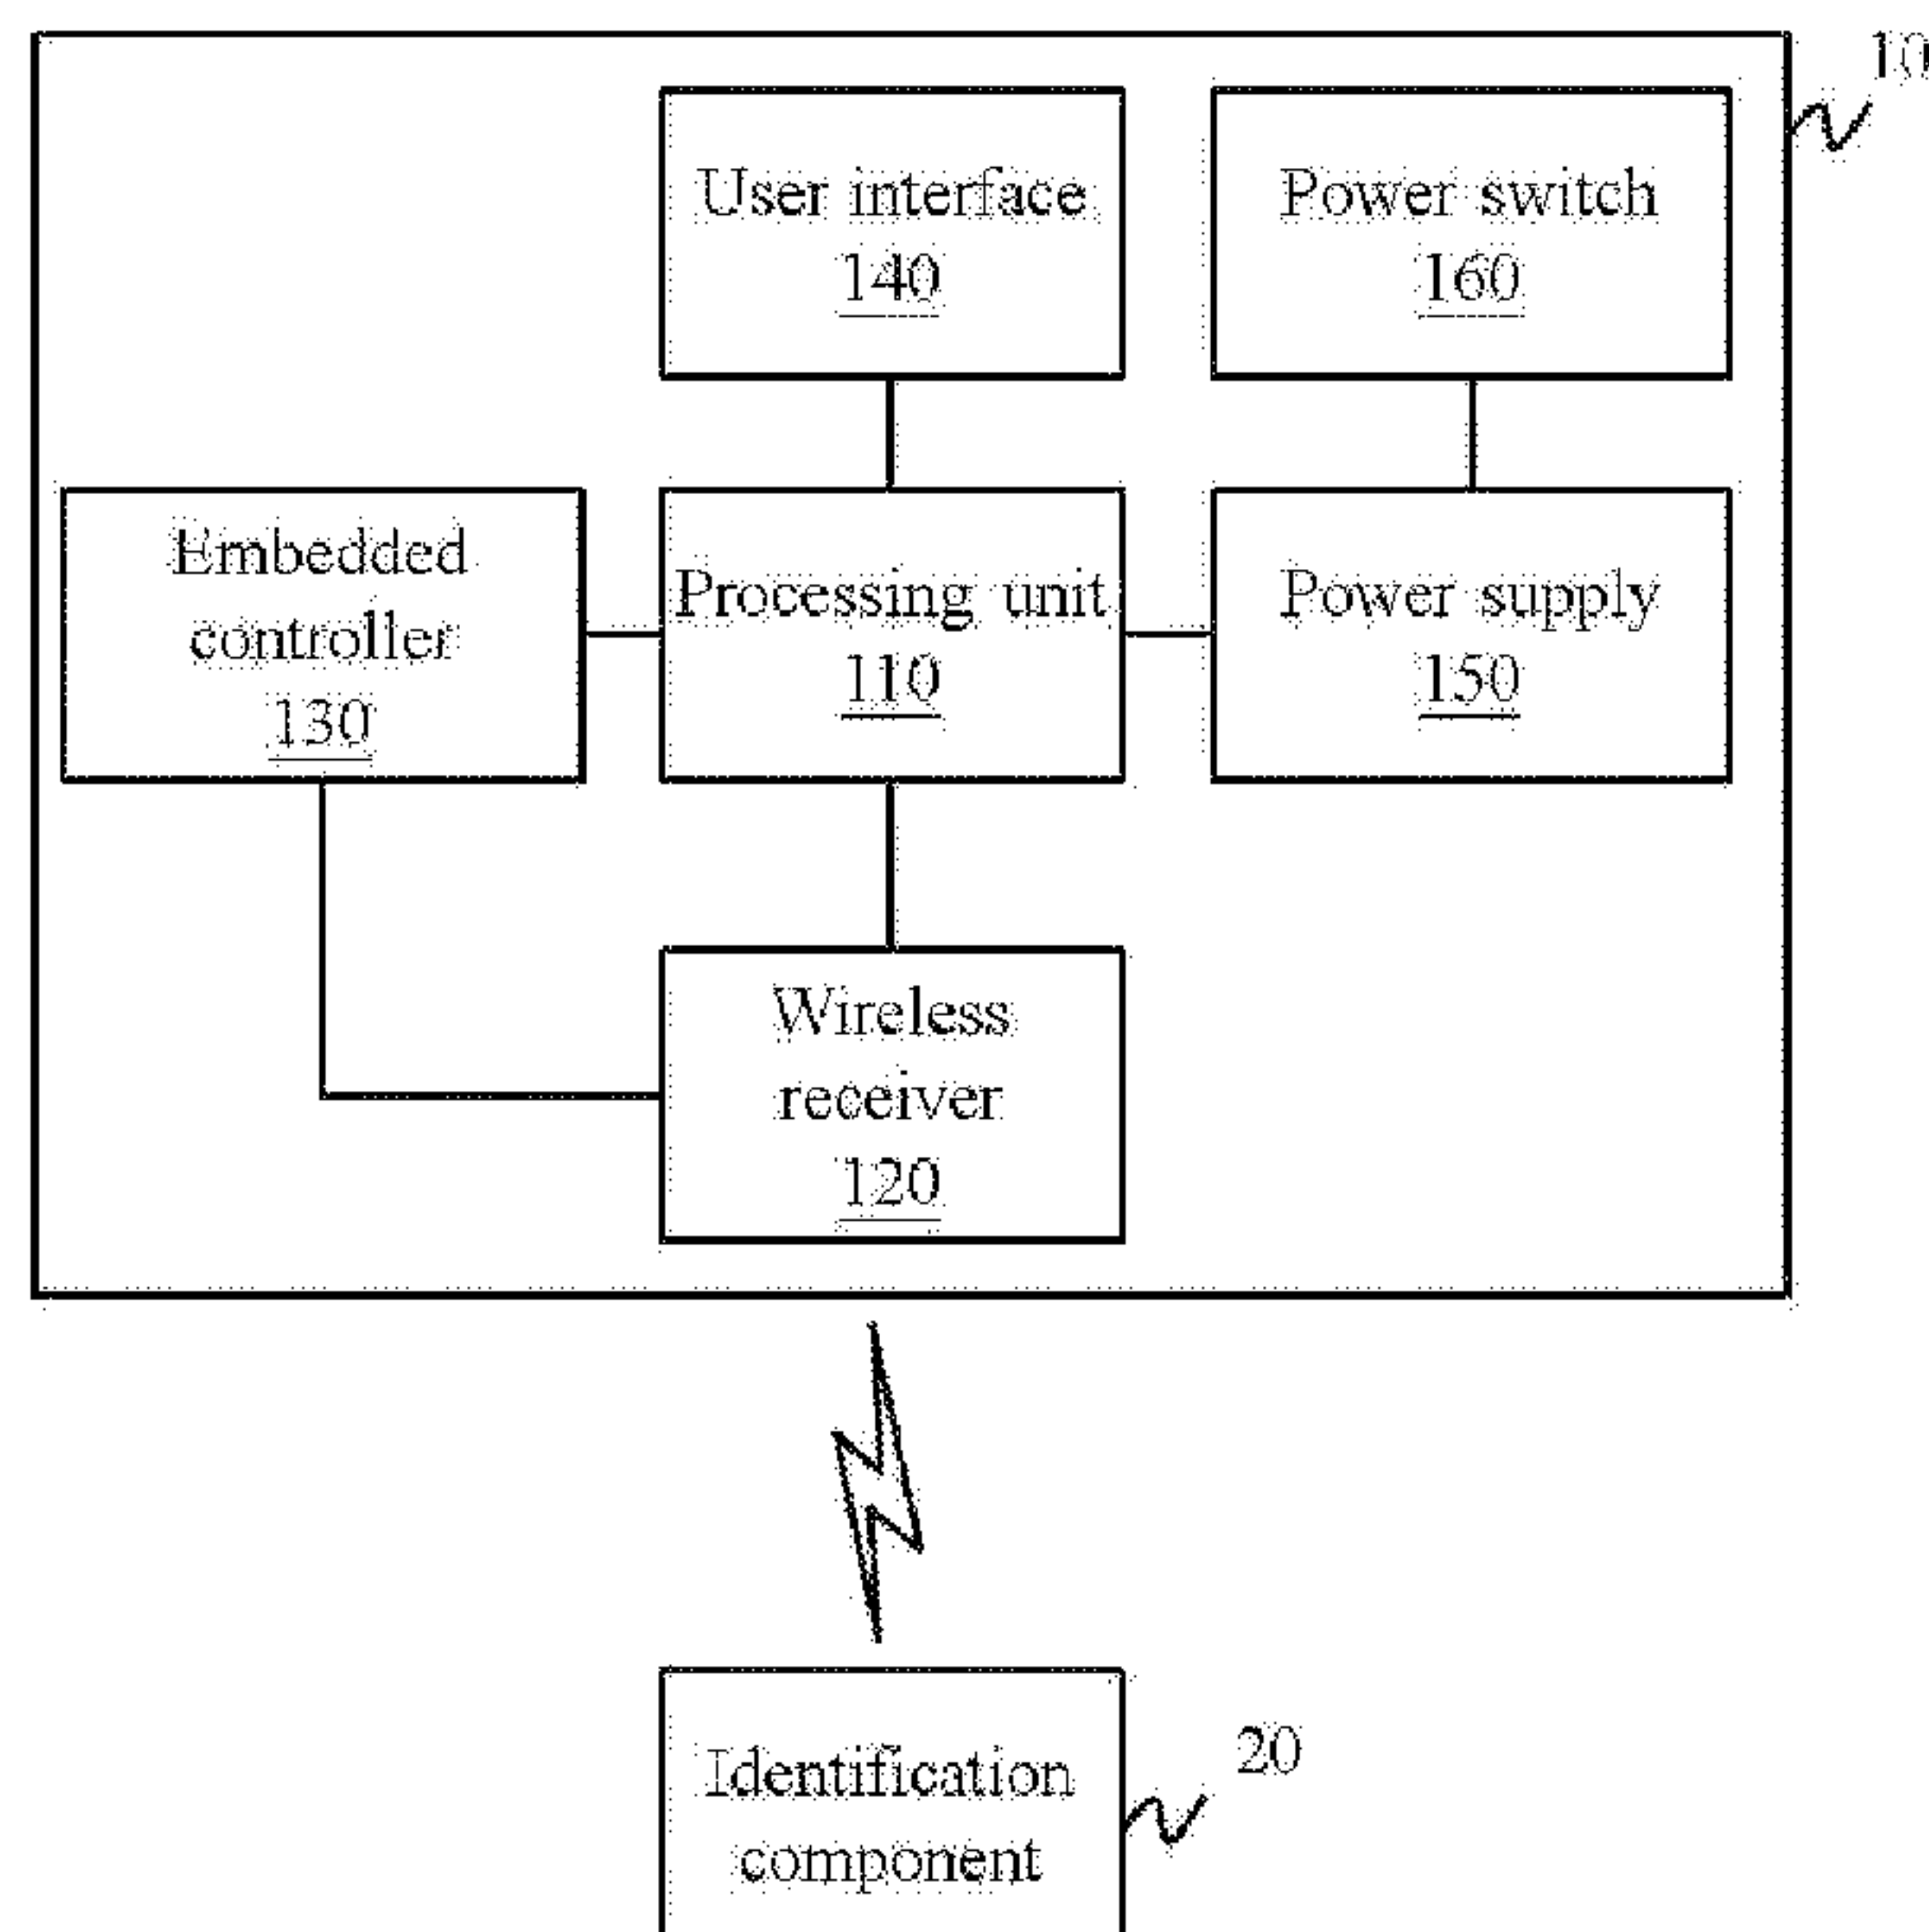 10
User interface
140
Power switch
160
Embedded
controller
130
Processing unit
110
Power supply
150
Wireless
receiver
120
Identification
component
20